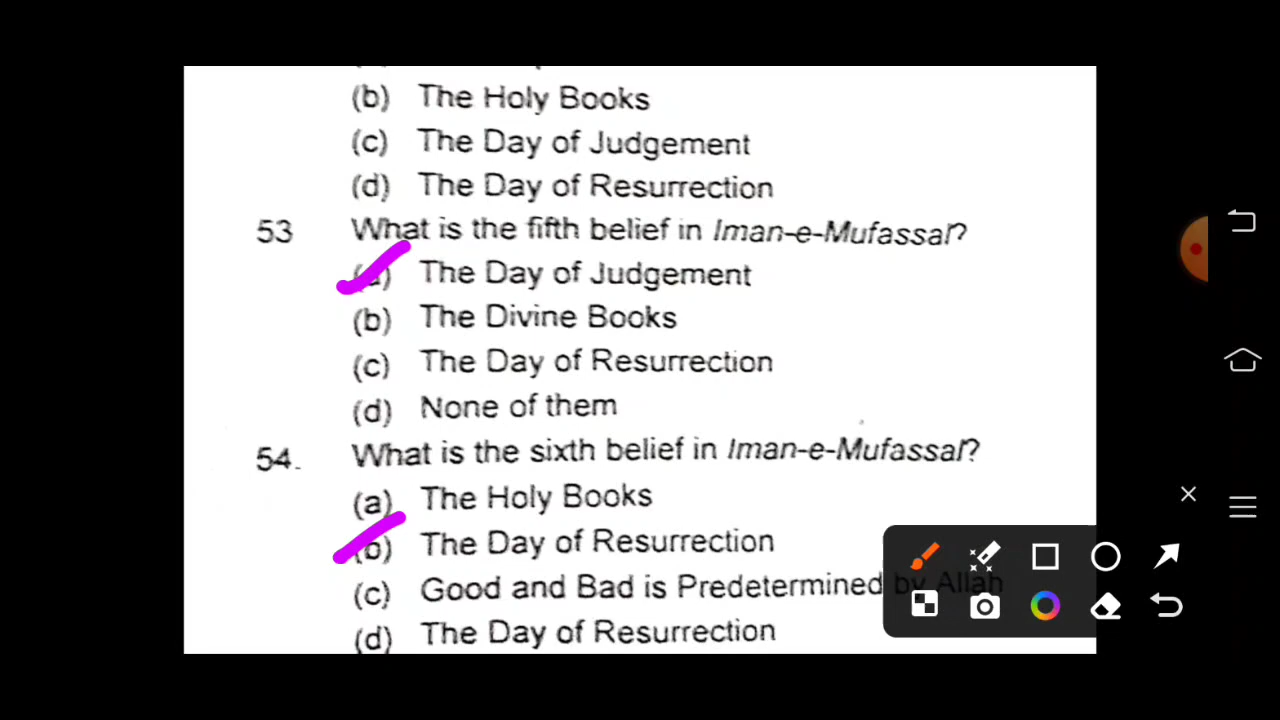 (b) The Holy Books
(c) The Day of Judgement
(d) The Day of Resurrection
53 What is the fifth belief in Iman-e-Mufassal?
(a) The Day of Judgement
(b) The Divine Books
(c) The Day of Resurrection
(d) None of them
54. What is the sixth belief in Iman-e-Mufassal?
(a) The Holy Books
(b) The Day of Resurrection
(c) Good and Bad is Predetermined by Allah
(d) The Day of Resurrection